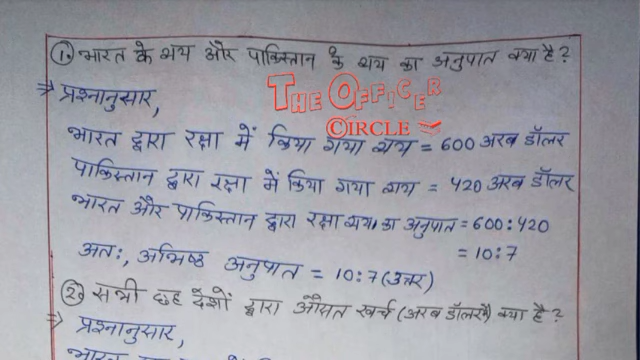 1. भारत के व्यय और पाकिस्तान के व्यय का अनुपात क्या है?
⇒ प्रश्नानुसार,
THE OFFICER
CIRCLE
भारत द्वारा रक्षा में किया गया व्यय = 600 अरब डॉलर
पाकिस्तान द्वारा रक्षा में किया गया व्यय = 420 अरब डॉलर
भारत और पाकिस्तान द्वारा रक्षा व्यय का अनुपात = 600:420
= 10:7
अतः, अभिष्ठ अनुपात = 10:7 (उत्तर)
2. सभी छह देशों द्वारा औसत खर्च (अरब डॉलर में) क्या है?
⇒ प्रश्नानुसार,